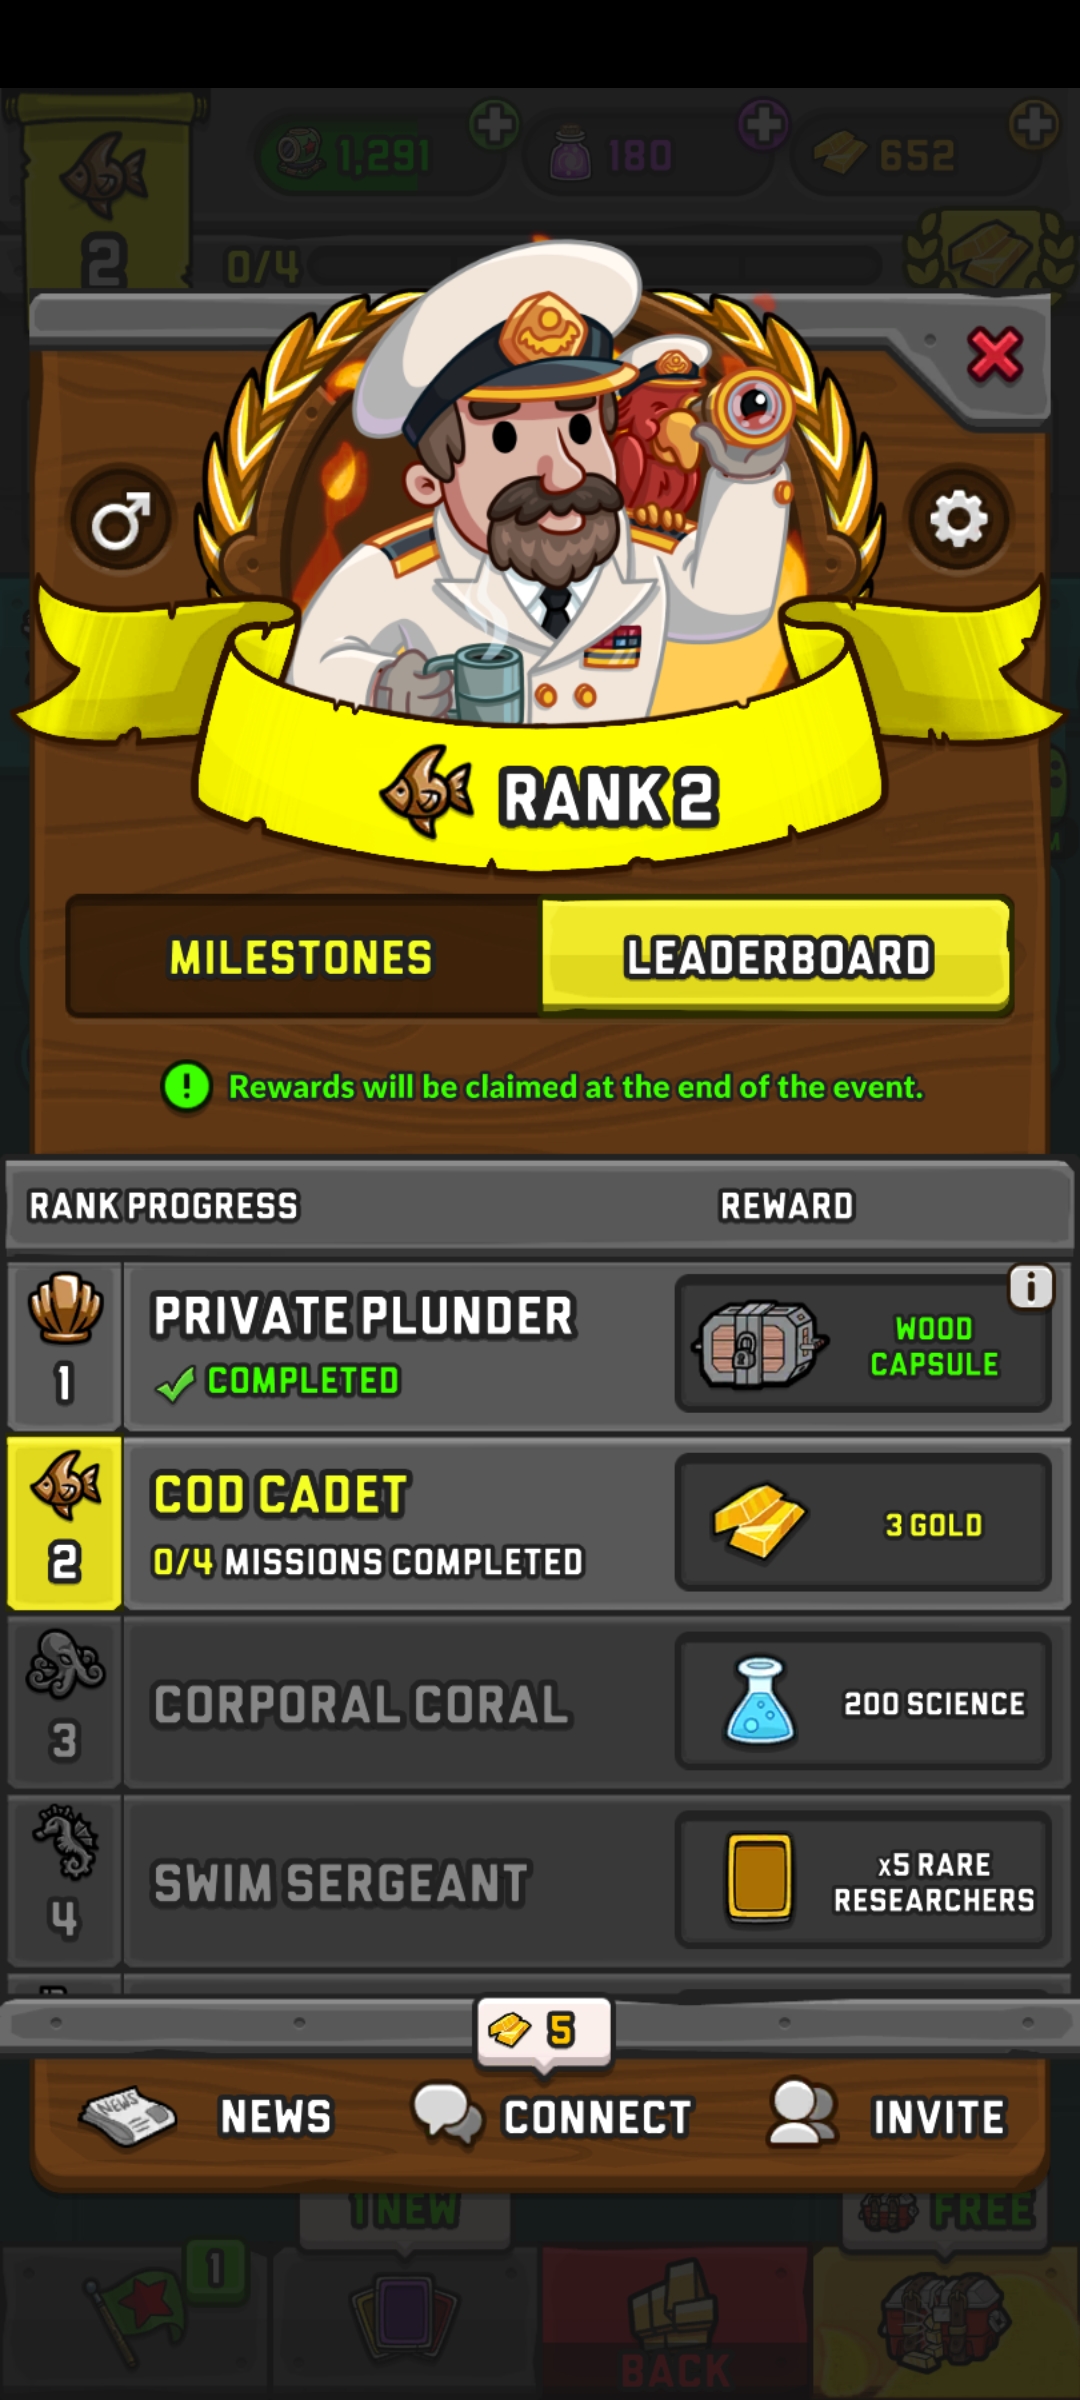 1,291
180
652
2
0/4
RANK 2
MILESTONES
LEADERBOARD
! Rewards will be claimed at the end of the event.
RANK PROGRESS
REWARD
1
PRIVATE PLUNDER
COMPLETED
WOOD
CAPSULE
i
2
COD CADET
0/4 MISSIONS COMPLETED
3 GOLD
3
CORPORAL CORAL
200 SCIENCE
4
SWIM SERGEANT
x5 RARE
RESEARCHERS
5
NEWS
NEWS
CONNECT
INVITE
1 NEW
FREE
1
BACK